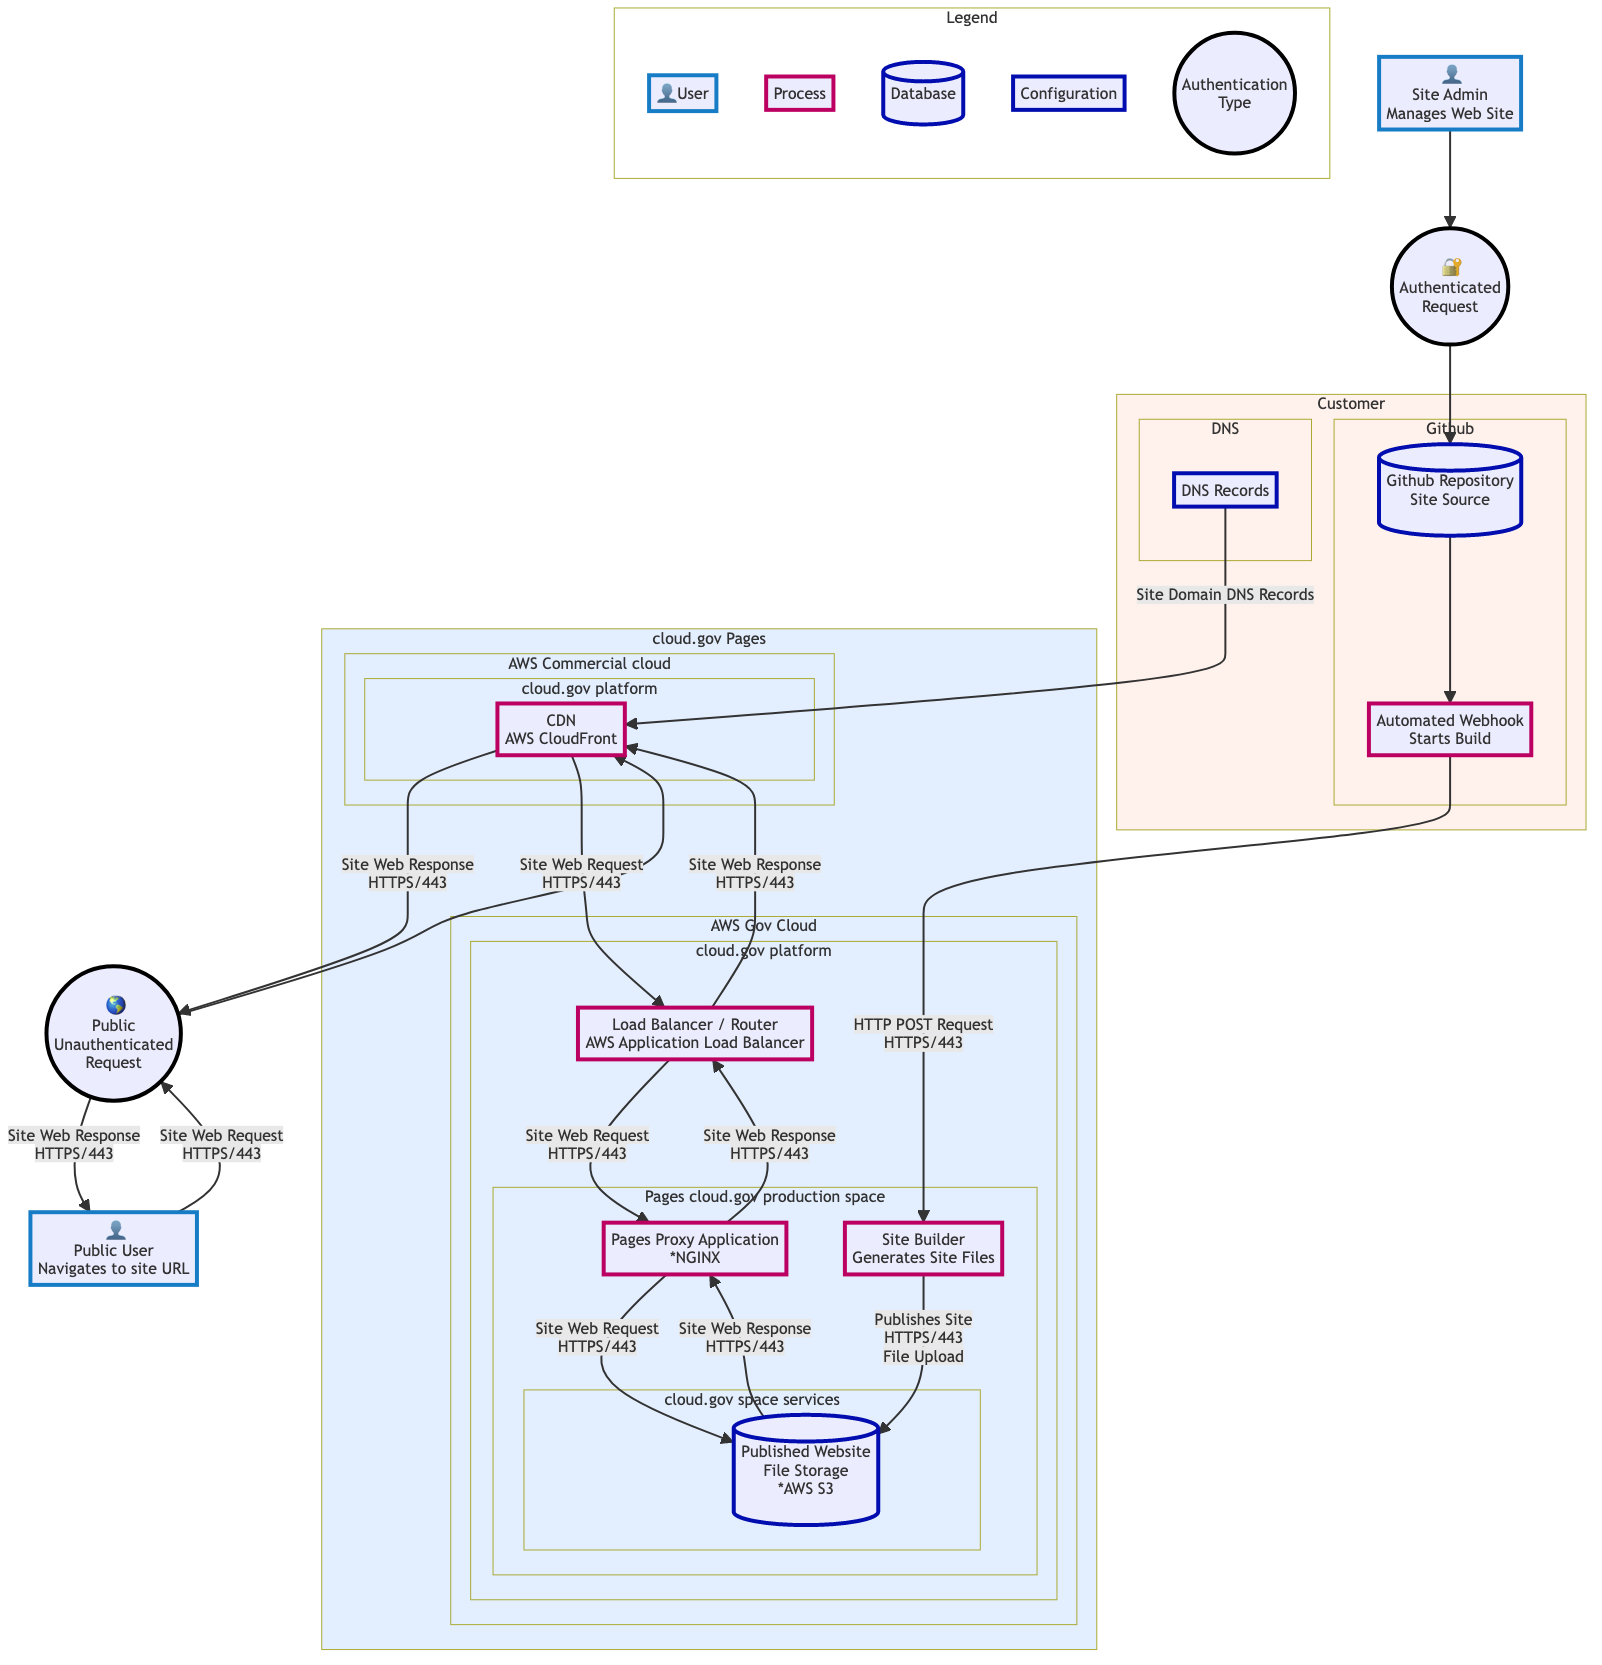 Legend
👤User
Process
Database
Configuration
Authentication
Type
👤
Site Admin
Manages Web Site
🔐
Authenticated
Request
Customer
DNS
DNS Records
Github
Github Repository
Site Source
Site Domain DNS Records
Automated Webhook
Starts Build
cloud.gov Pages
AWS Commercial cloud
cloud.gov platform
CDN
AWS CloudFront
Site Web Response
HTTPS/443
Site Web Request
HTTPS/443
Site Web Response
HTTPS/443
AWS Gov Cloud
cloud.gov platform
Load Balancer / Router
AWS Application Load Balancer
HTTP POST Request
HTTPS/443
🌎
Public
Unauthenticated
Request
Site Web Response
HTTPS/443
Site Web Request
HTTPS/443
Site Web Request
HTTPS/443
Site Web Response
HTTPS/443
👤
Public User
Navigates to site URL
Pages cloud.gov production space
Pages Proxy Application
*NGINX
Site Builder
Generates Site Files
Site Web Request
HTTPS/443
Site Web Response
HTTPS/443
Publishes Site
HTTPS/443
File Upload
cloud.gov space services
Published Website
File Storage
*AWS S3